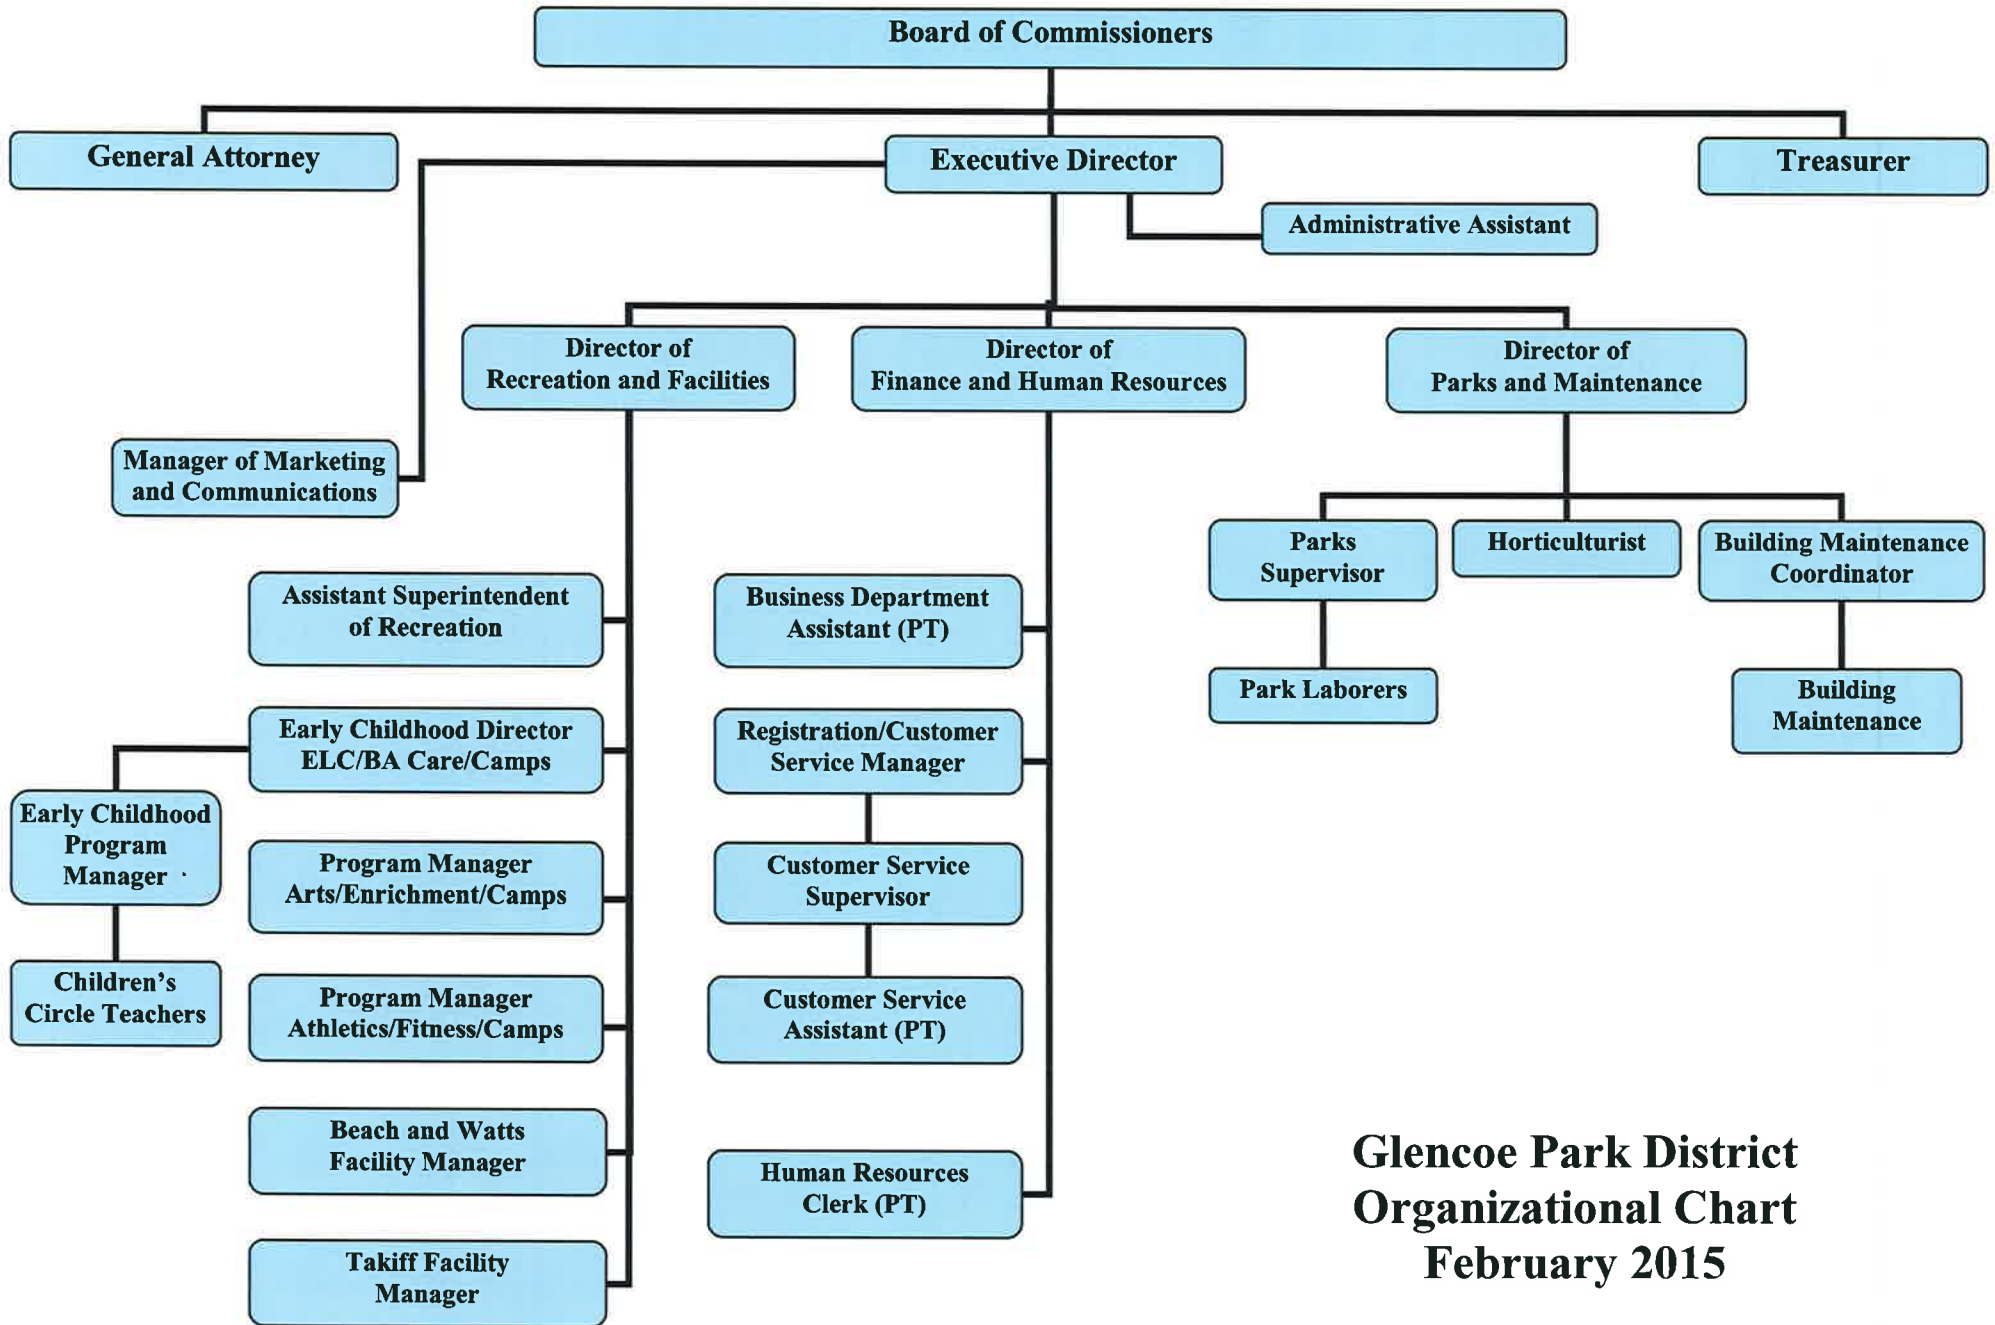 Board of Commissioners
General Attorney
Executive Director
Treasurer
Administrative Assistant
Director of
Recreation and Facilities
Director of
Finance and Human Resources
Director of
Parks and Maintenance
Manager of Marketing
and Communications
Parks
Supervisor
Horticulturist
Building Maintenance
Coordinator
Assistant Superintendent
of Recreation
Business Department
Assistant (PT)
Park Laborers
Building
Maintenance
Early Childhood Director
ELC/BA Care/Camps
Registration/Customer
Service Manager
Early Childhood
Program
Manager
Program Manager
Arts/Enrichment/Camps
Customer Service
Supervisor
Children's
Circle Teachers
Program Manager
Athletics/Fitness/Camps
Customer Service
Assistant (PT)
Beach and Watts
Facility Manager
Human Resources
Clerk (PT)
Takiff Facility
Manager
Glencoe Park District
Organizational Chart
February 2015